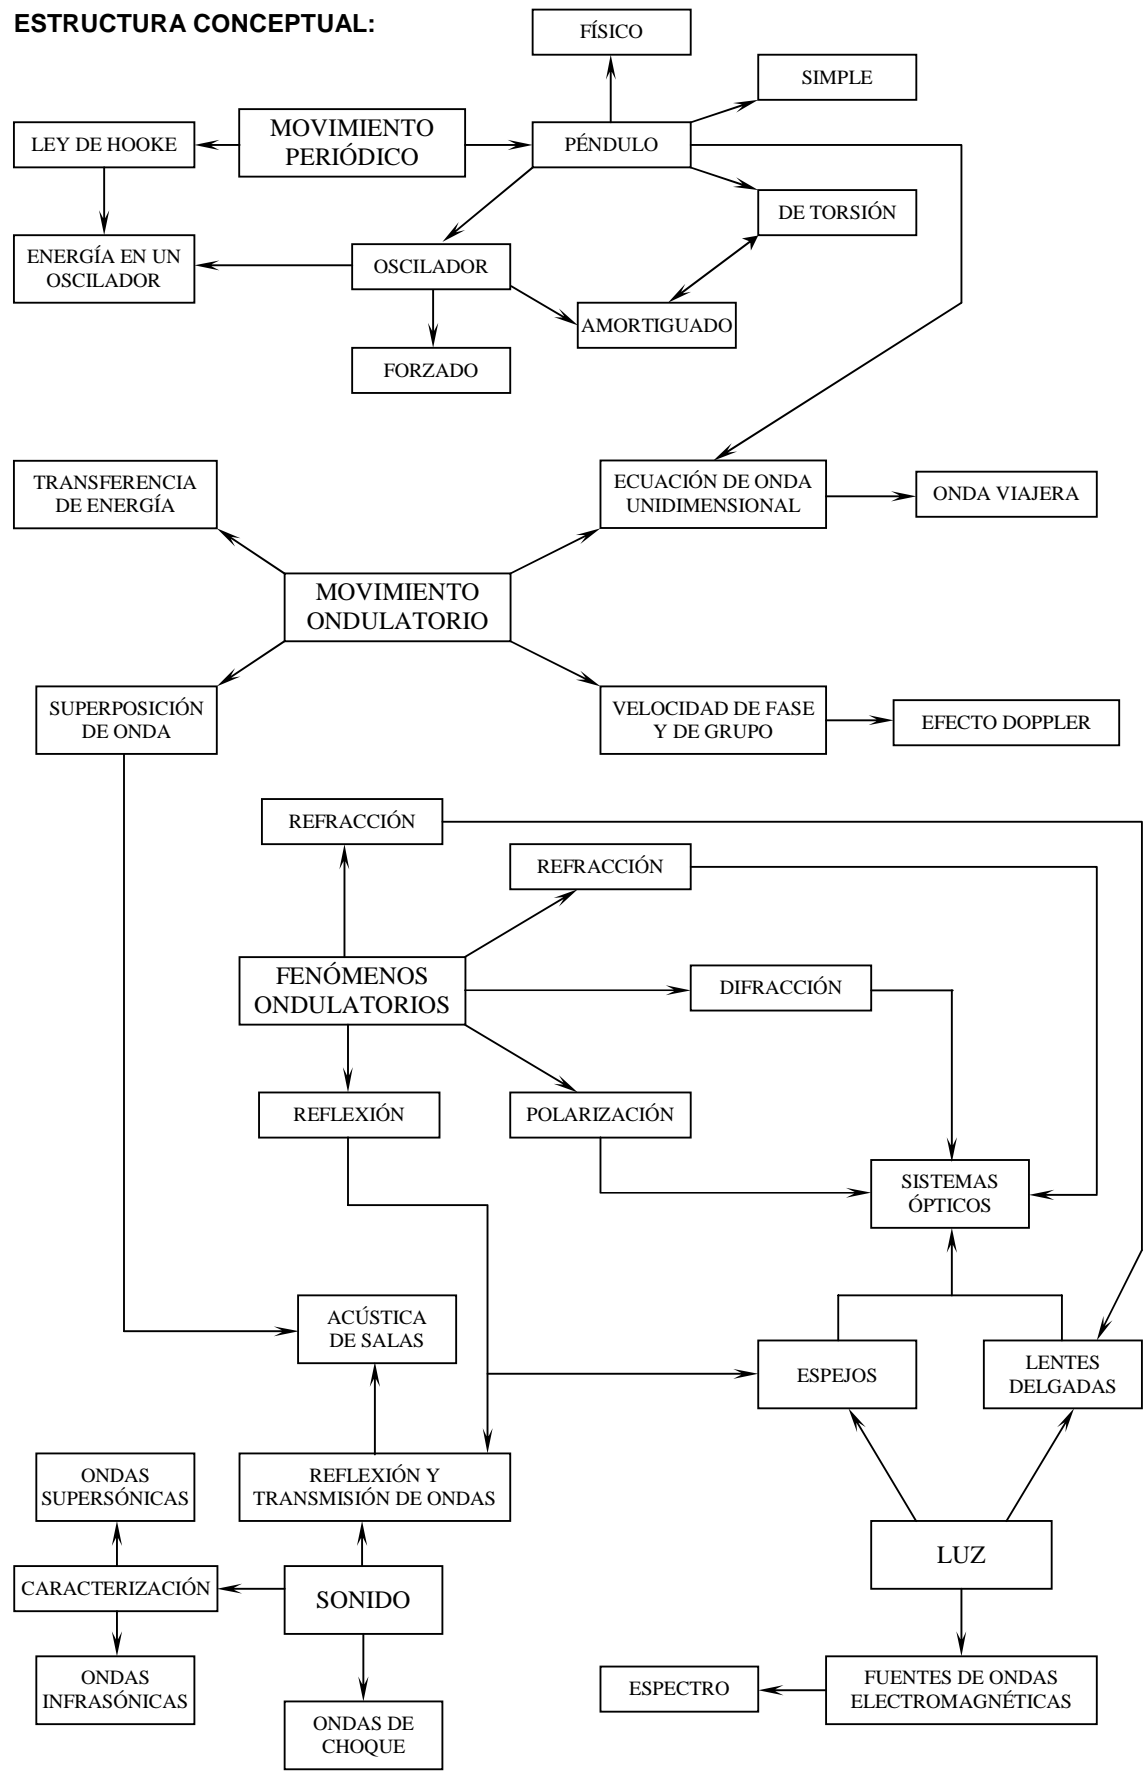 ESTRUCTURA CONCEPTUAL:
FÍSICO
SIMPLE
LEY DE HOOKE
MOVIMIENTO
PERIÓDICO
PÉNDULO
DE TORSIÓN
ENERGÍA EN UN
OSCILADOR
OSCILADOR
AMORTIGUADO
FORZADO
TRANSFERENCIA
DE ENERGÍA
ECUACIÓN DE ONDA
UNIDIMENSIONAL
ONDA VIAJERA
MOVIMIENTO
ONDULATORIO
SUPERPOSICIÓN
DE ONDA
VELOCIDAD DE FASE
Y DE GRUPO
EFECTO DOPPLER
REFRACCIÓN
REFRACCIÓN
FENÓMENOS
ONDULATORIOS
DIFRACCIÓN
REFLEXIÓN
POLARIZACIÓN
SISTEMAS
ÓPTICOS
ACÚSTICA
DE SALAS
ESPEJOS
LENTES
DELGADAS
ONDAS
SUPERSÓNICAS
REFLEXIÓN Y
TRANSMISIÓN DE ONDAS
LUZ
CARACTERIZACIÓN
SONIDO
ONDAS
INFRASÓNICAS
ESPECTRO
FUENTES DE ONDAS
ELECTROMAGNÉTICAS
ONDAS DE
CHOQUE